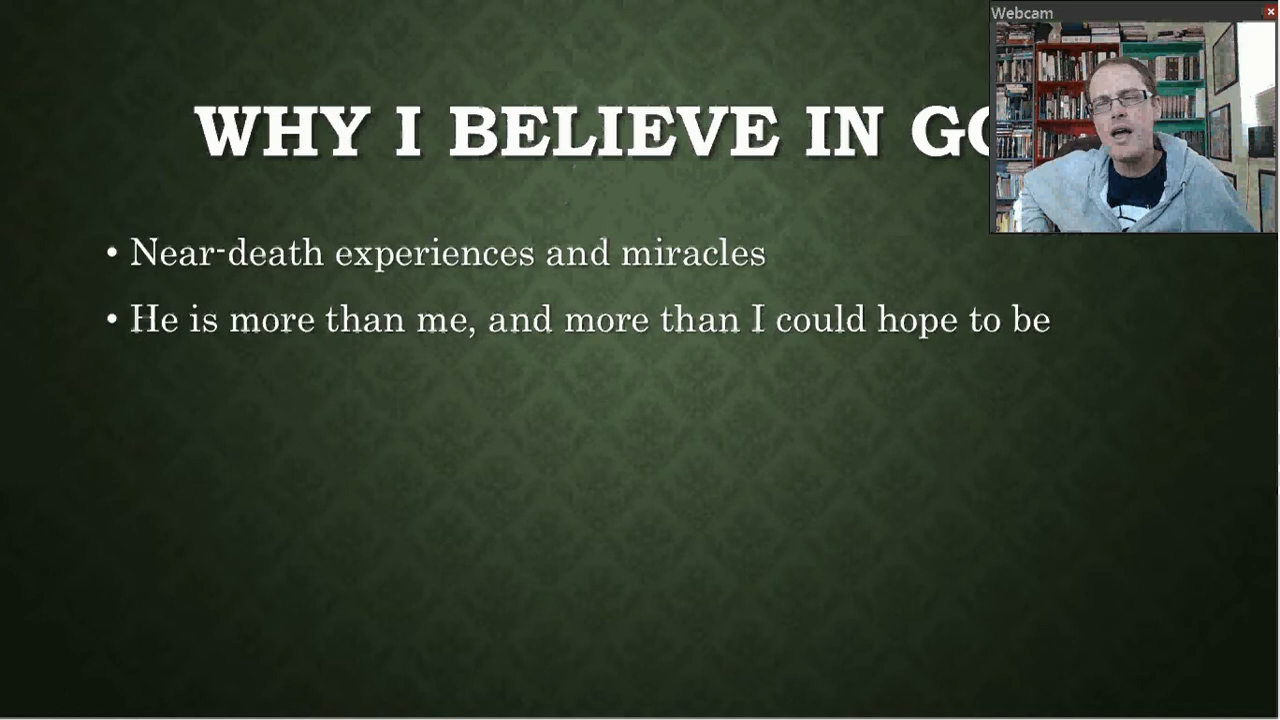 Webcam
WHY I BELIEVE IN GO
• Near-death experiences and miracles
• He is more than me, and more than I could hope to be